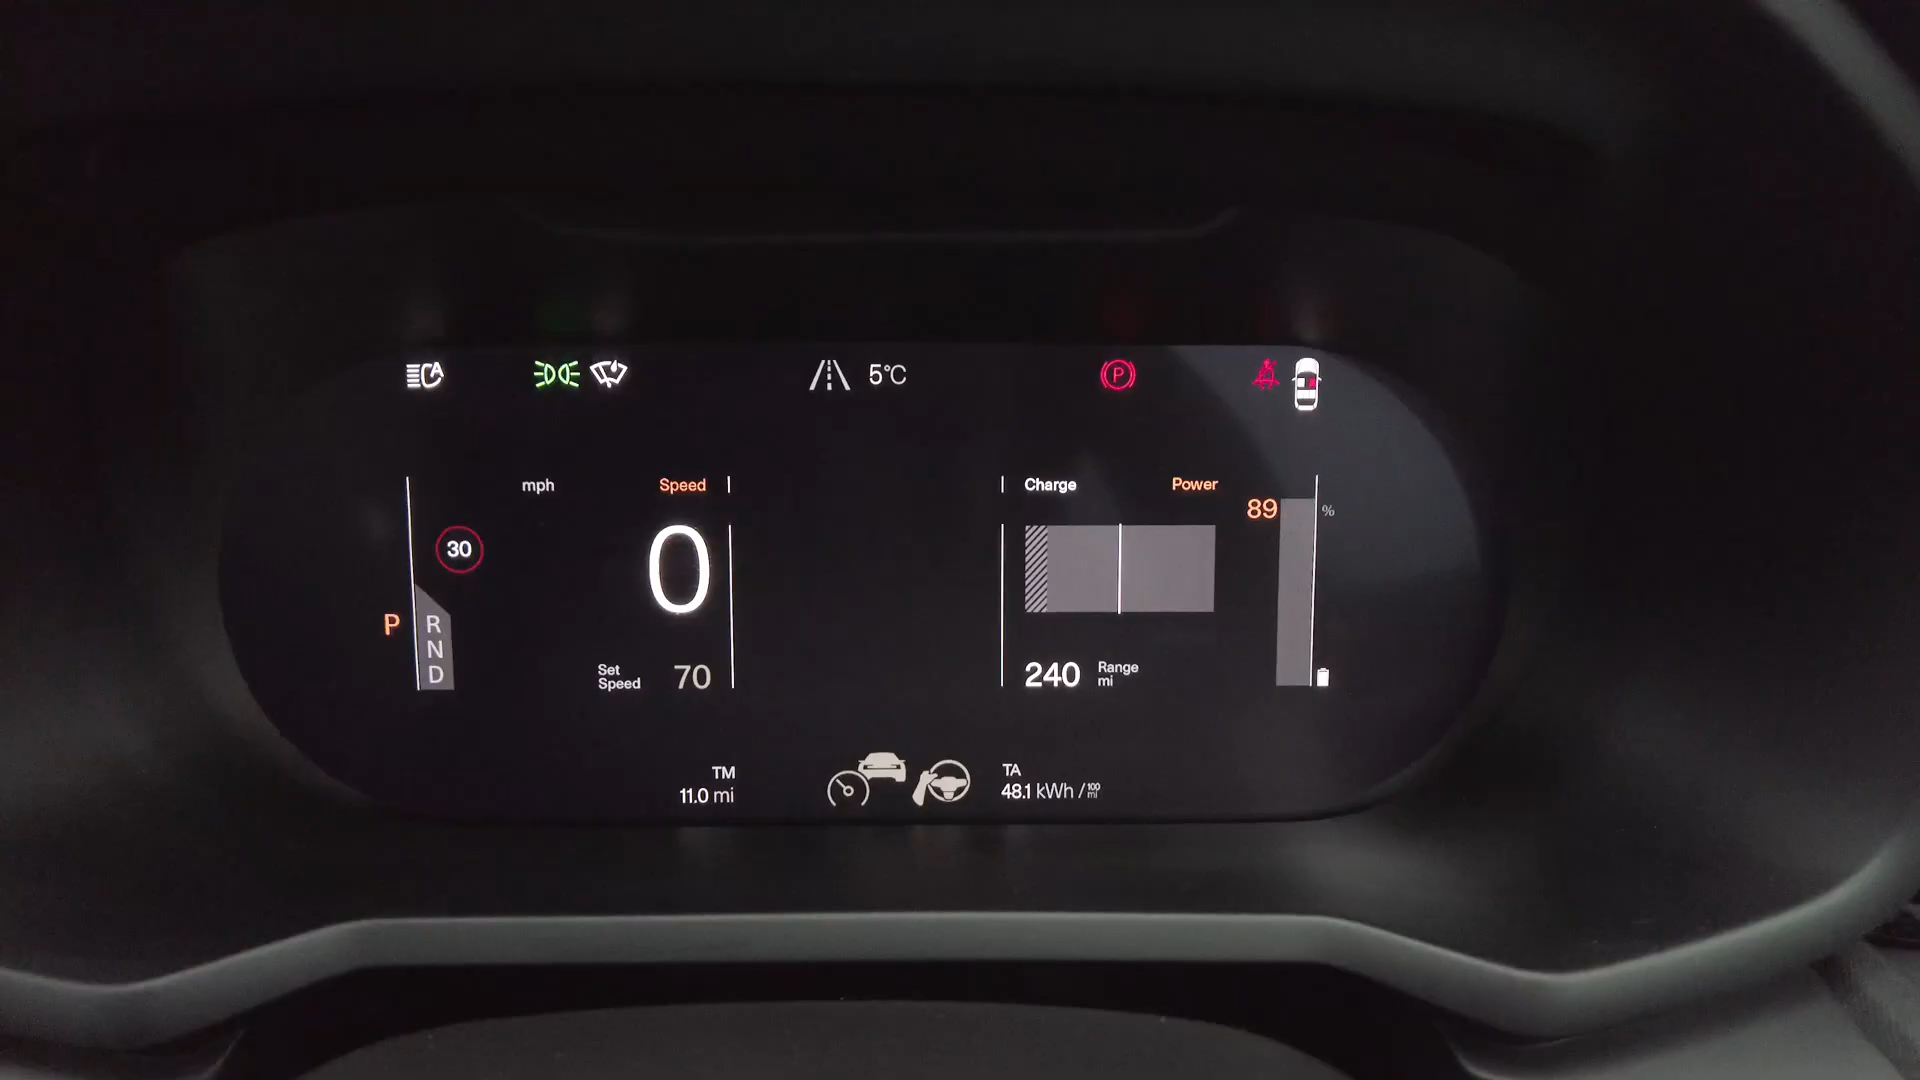 A
5°C
P
mph Speed
Charge Power
89 %
30
0
P R
N
D
Set
Speed
70
240
Range
mi
TM
11.0 mi
TA
48.1 kWh / 100 mi